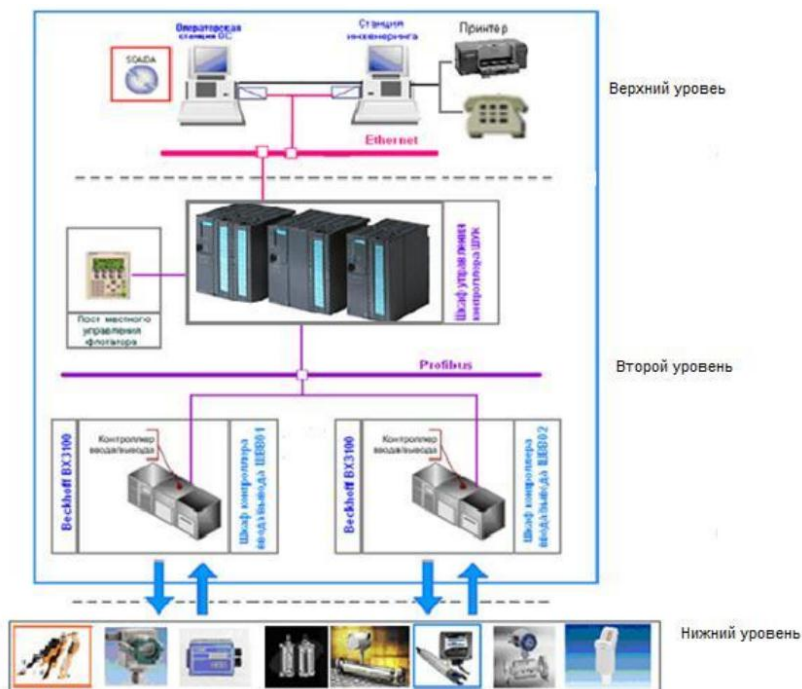 Операторская
станция ОС
Станция
инжениринга
Принтер
SCADA
Верхний уровеь
Ethernet
Шкаф управления
контроллера ШУК
Пост местного
управления
флотатора
Profibus
Второй уровень
Beckhoff BX3100
Контроллер
ввода/вывода
Шкаф контроллера
ввода/вывода ШВВ01
Beckhoff BX3100
Контроллер
ввода/вывода
Шкаф контроллера
ввода/вывода ШВВ02
Нижний уровень